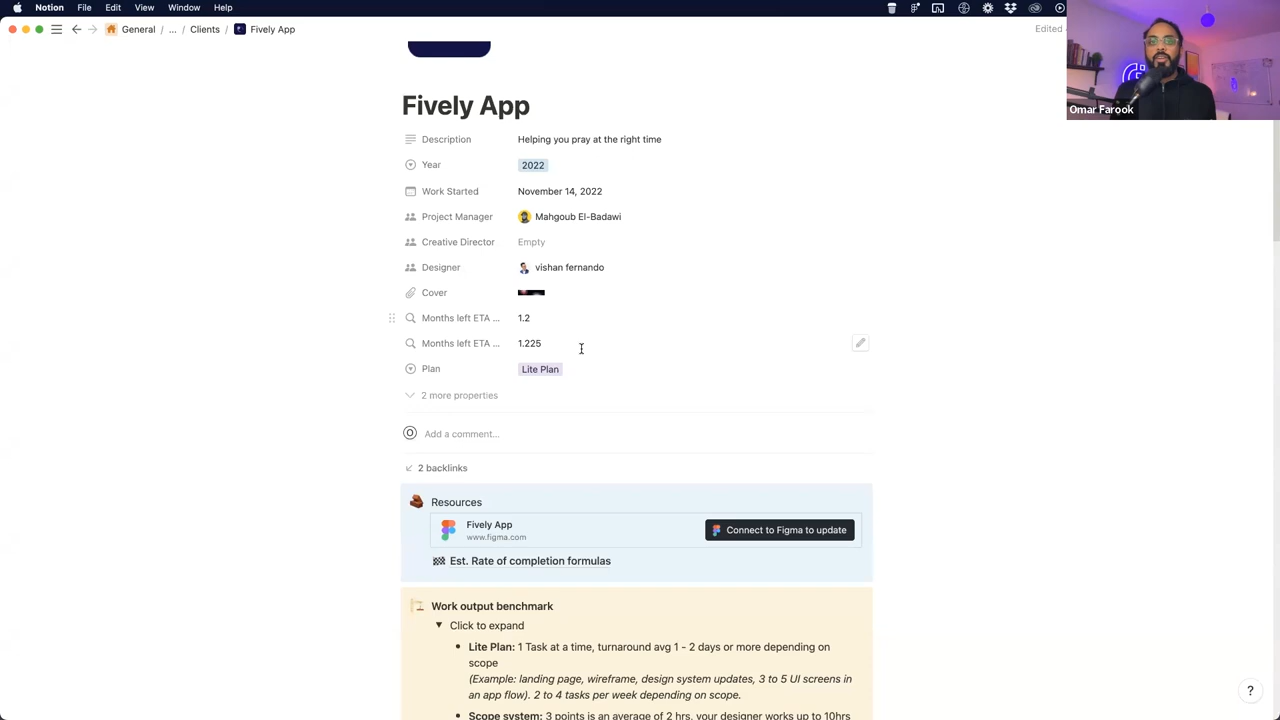 Notion File Edit View Window Help
General / ... / Clients / Fively App
Edited
Omar Farook
Fively App
Description Helping you pray at the right time
Year 2022
Work Started November 14, 2022
Project Manager Mahgoub El-Badawi
Creative Director Empty
Designer vishan fernando
Cover
Months left ETA ... 1.2
Months left ETA ... 1.225
Plan Lite Plan
2 more properties
O Add a comment...
2 backlinks
Resources
Fively App
www.figma.com
Connect to Figma to update
Est. Rate of completion formulas
Work output benchmark
Click to expand
• Lite Plan: 1 Task at a time, turnaround avg 1 - 2 days or more depending on
scope
(Example: landing page, wireframe, design system updates, 3 to 5 UI screens in
an app flow). 2 to 4 tasks per week depending on scope.
• Scope system: 3 points is an average of 2 hrs, your designer works up to 10hrs
?